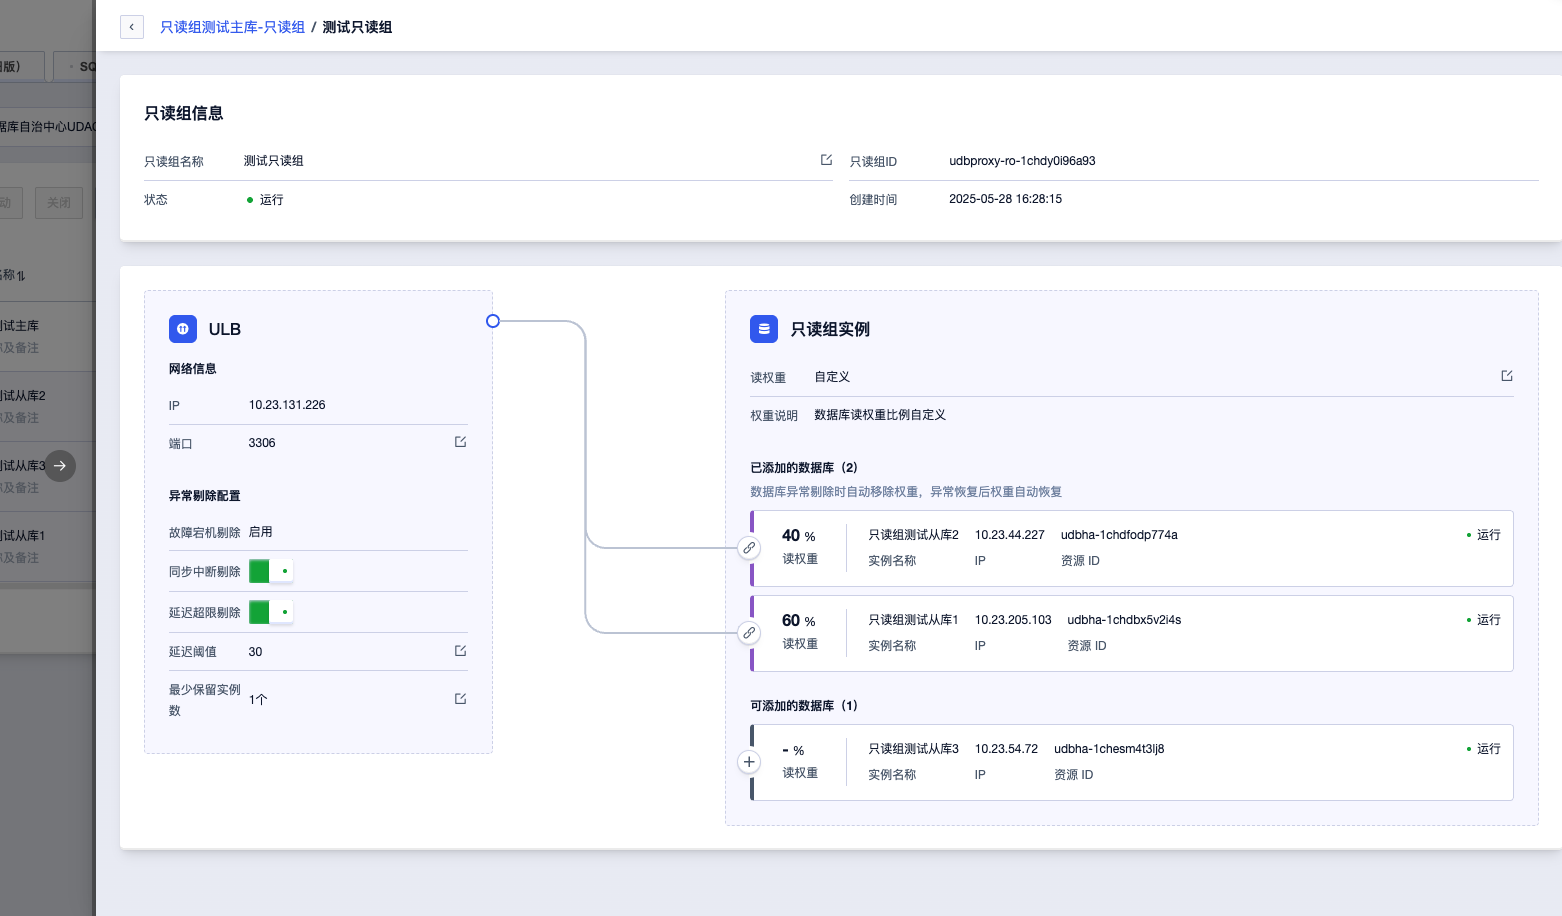 只读组测试主库-只读组 / 测试只读组
旧版）
SQ
据库自治中心UDA
动
关闭
名称
测试主库
你及备注
测试从库2
你及备注
测试从库3
你及备注
测试从库1
你及备注
只读组信息
只读组名称 测试只读组
只读组ID udbproxy-ro-1chdy0i96a93
状态 运行
创建时间 2025-05-28 16:28:15
ULB
网络信息
IP 10.23.131.226
端口 3306
异常剔除配置
故障宕机剔除 启用
同步中断剔除
延迟超限剔除
延迟阈值 30
最少保留实例数 1个
只读组实例
读权重 自定义
权重说明 数据库读权重比例自定义
已添加的数据库（2）
数据库异常剔除时自动移除权重，异常恢复后权重自动恢复
40 % 只读组测试从库2 10.23.44.227 udbha-1chdfodp774a 运行
读权重 实例名称 IP 资源 ID
60 % 只读组测试从库1 10.23.205.103 udbha-1chdbx5v2i4s 运行
读权重 实例名称 IP 资源 ID
可添加的数据库（1）
- % 只读组测试从库3 10.23.54.72 udbha-1chesm4t3lj8 运行
读权重 实例名称 IP 资源 ID